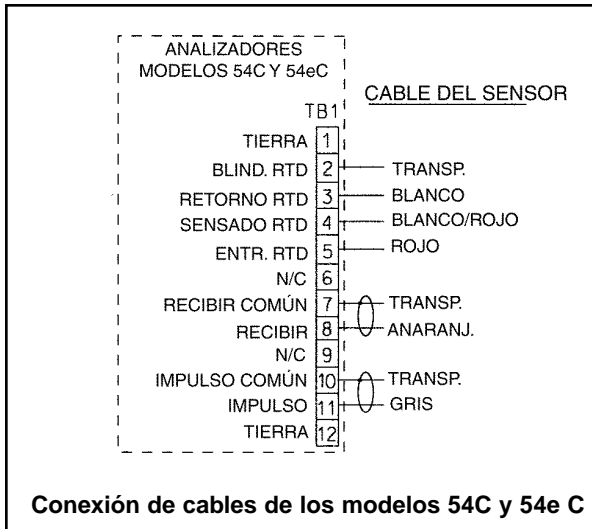 ANALIZADORES
MODELOS 54C Y 54eC
CABLE DEL SENSOR
TB1
TIERRA 1
BLIND. RTD 2 TRANSP.
RETORNO RTD 3 BLANCO
SENSADO RTD 4 BLANCO/ROJO
ENTR. RTD 5 ROJO
N/C 6
RECIBIR COMÚN 7 TRANSP.
RECIBIR 8 ANARANJ.
N/C 9
IMPULSO COMÚN 10 TRANSP.
IMPULSO 11 GRIS
TIERRA 12
Conexión de cables de los modelos 54C y 54e C